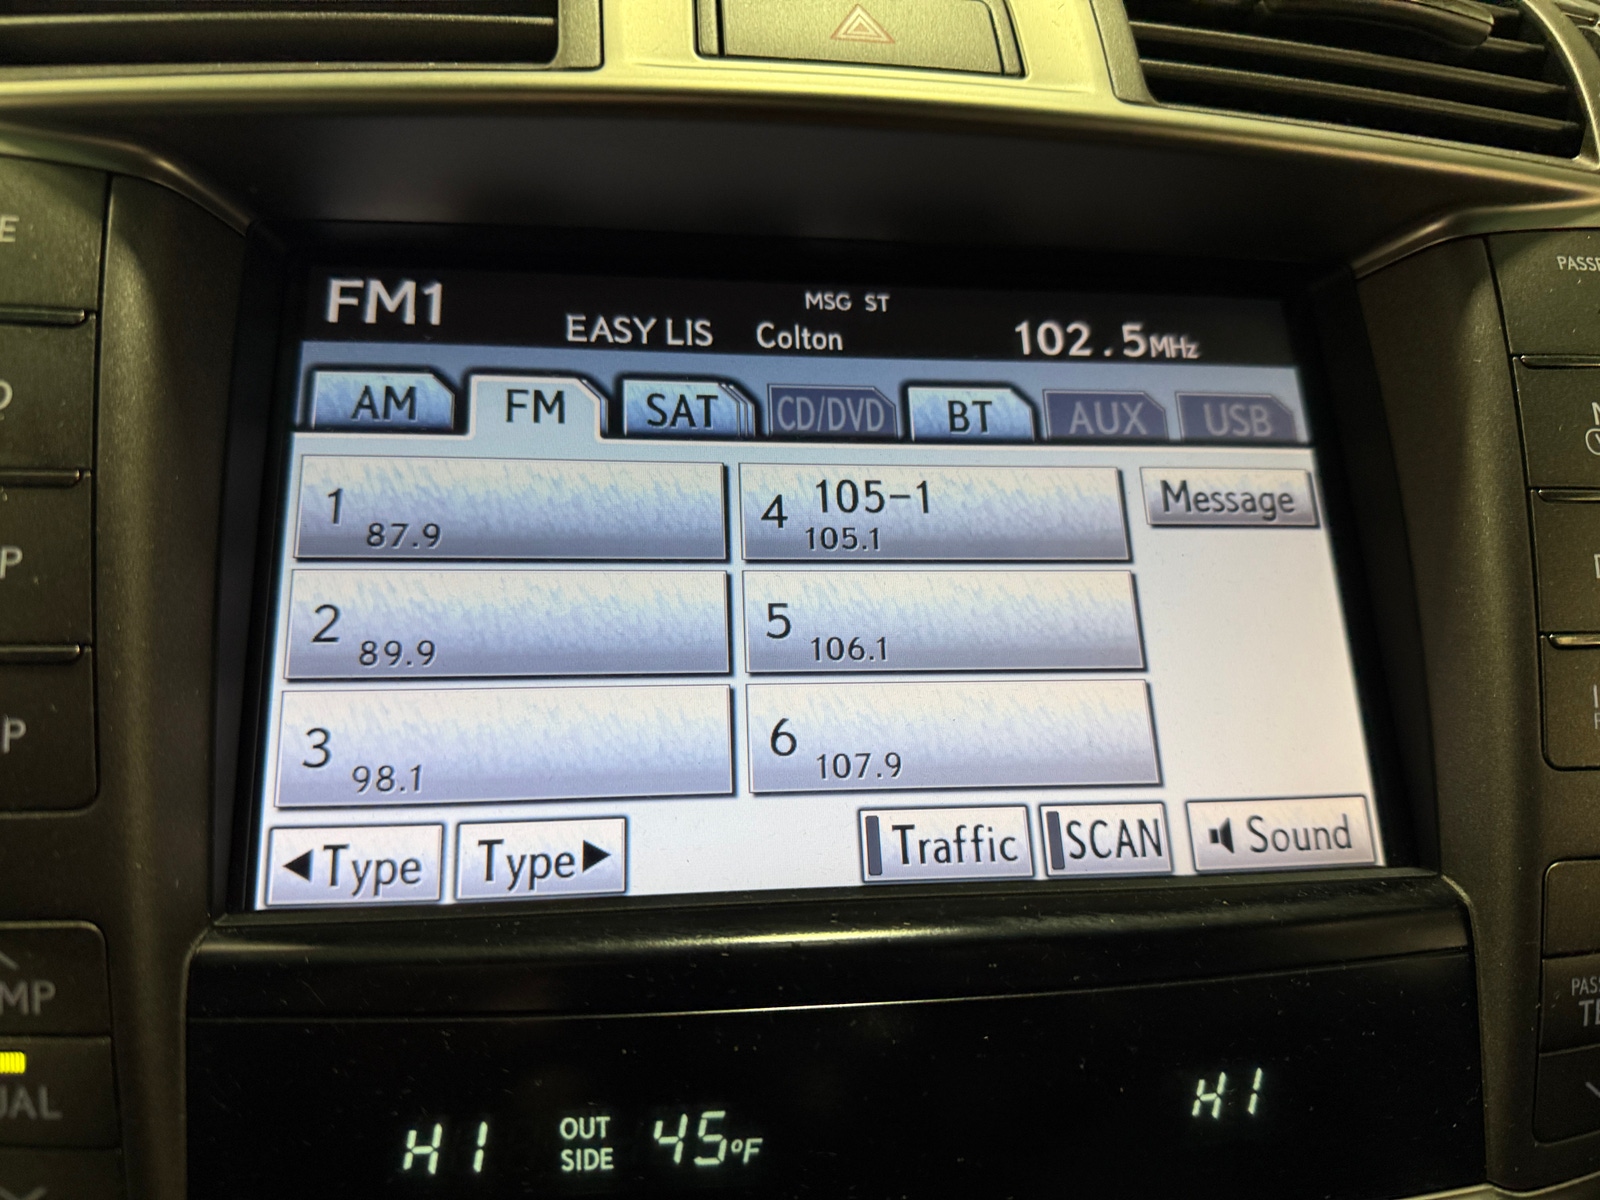 FM1
MSG ST
EASY LIS Colton 102.5MHz
AM FM SAT CD/DVD BT AUX USB
1 87.9
4 105-1 105.1
Message
2 89.9
5 106.1
3 98.1
6 107.9
◀Type Type▶ Traffic SCAN Sound
HI OUT SIDE 45°F HI